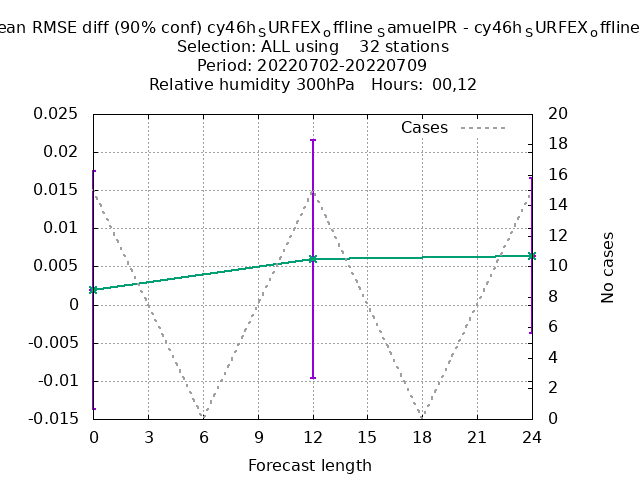 ean RMSE diff (90% conf) cy46hSURFEXoffline SamuelPR - cy46hSURFEXoffline
Selection: ALL using 32 stations
Period: 20220702-20220709
Relative humidity 300hPa Hours: 00,12
Cases
0.025
0.02
0.015
0.01
0.005
0
-0.005
-0.01
-0.015
20
18
16
14
12
10
8
6
4
2
0
No cases
0 3 6 9 12 15 18 21 24
Forecast length